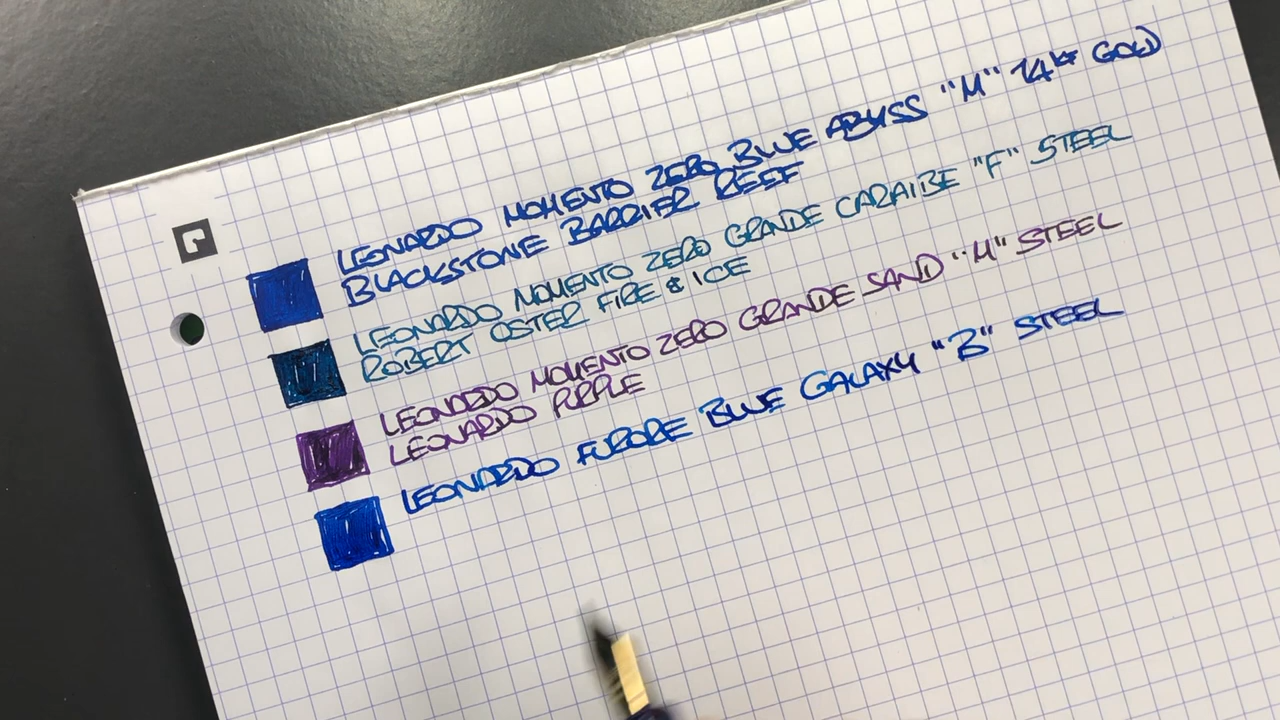 LEONARDO MOMENTO ZERO BLUE ABYSS "M" 14kt GOLD
BLACKSTONE BARRIER REEF
LEONARDO MOMENTO ZERO GRANDE CARAIBE "F" STEEL
ROBERT OSTER FIRE & ICE
LEONARDO MOMENTO ZERO GRANDE SAND "M" STEEL
LEONARDO PURPLE
LEONARDO FURORE BLUE GALAXY "B" STEEL